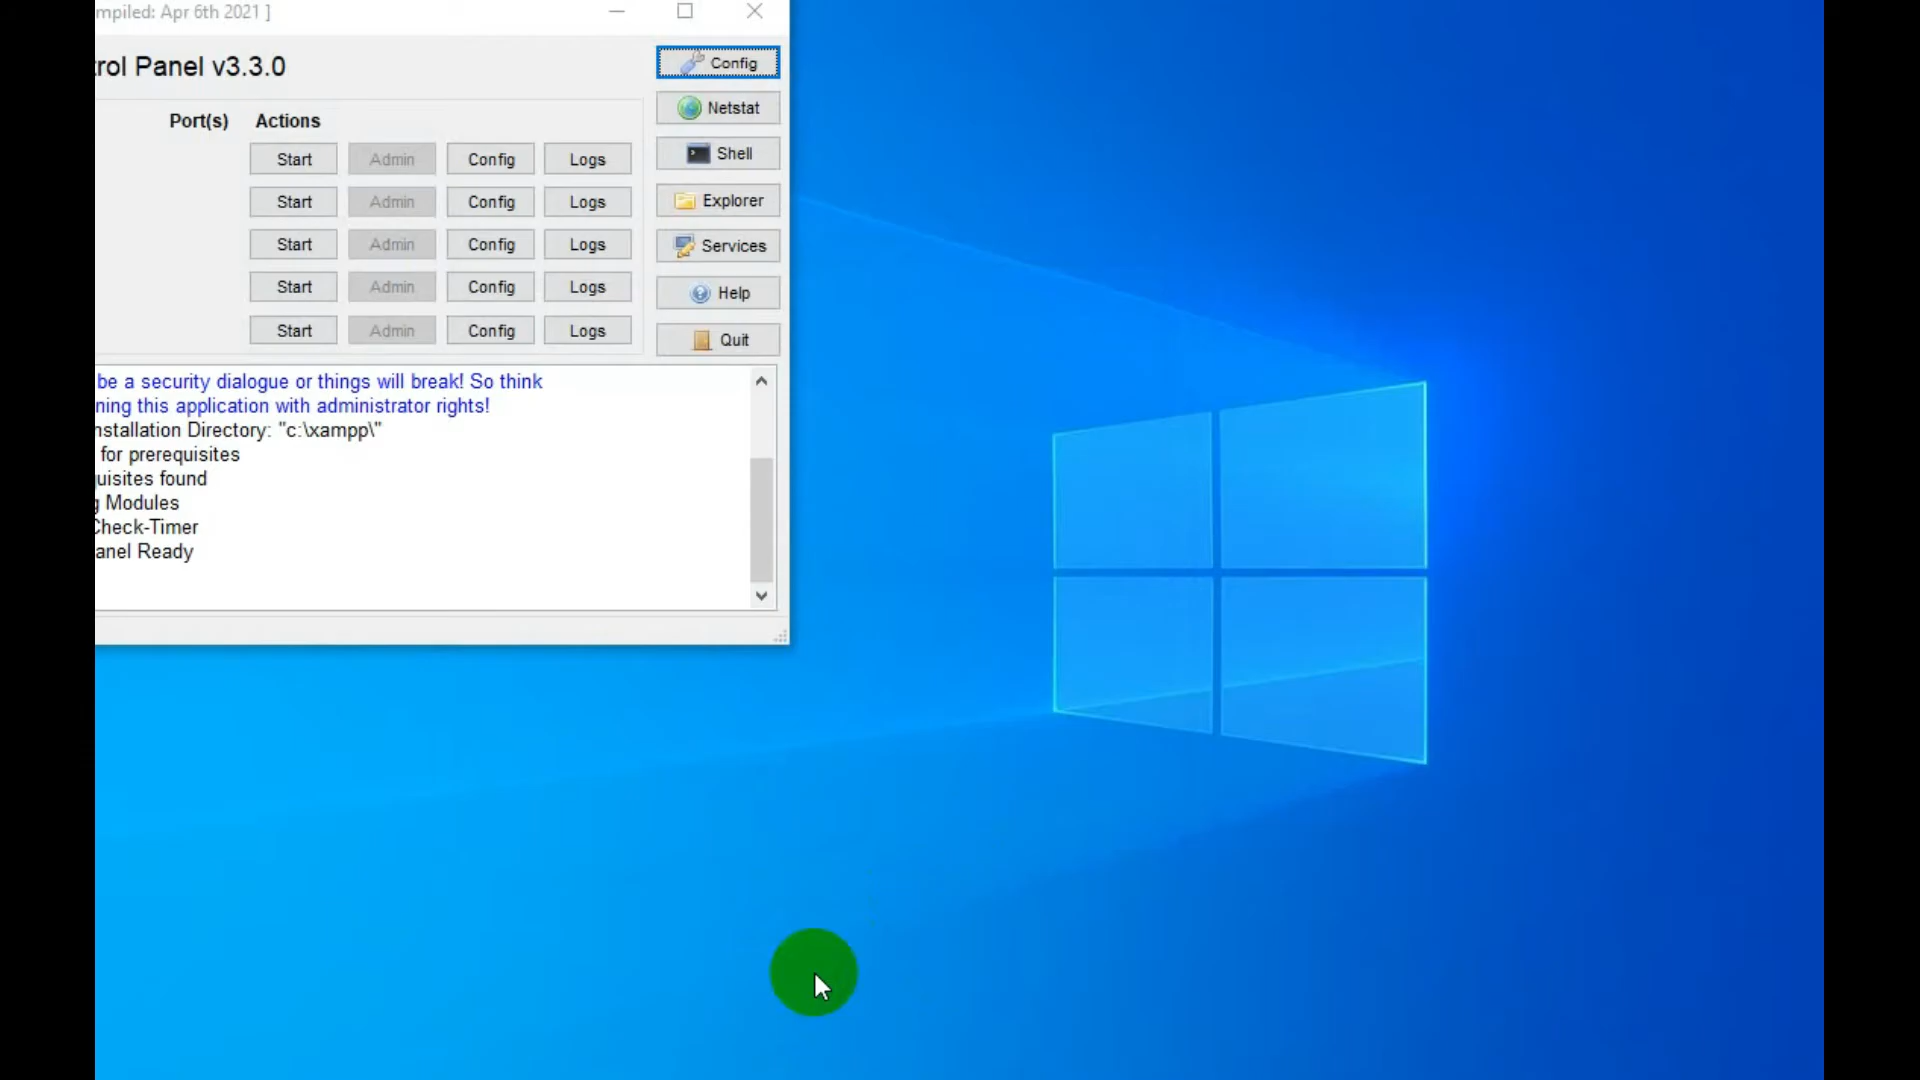 mpiled: Apr 6th 2021 ]
rol Panel v3.3.0
Config
Netstat
Port(s) Actions
Shell
Start Admin Config Logs
Start Admin Config Logs
Explorer
Start Admin Config Logs
Services
Start Admin Config Logs
Help
Start Admin Config Logs
Quit
be a security dialogue or things will break! So think
ning this application with administrator rights!
nstallation Directory: "c:\xampp\"
for prerequisites
uisites found
g Modules
Check-Timer
anel Ready